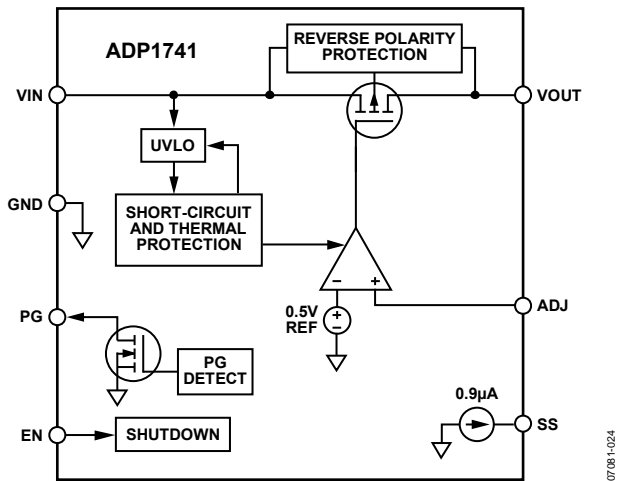 ADP1741
REVERSE POLARITY
PROTECTION
VIN
VOUT
UVLO
GND
SHORT-CIRCUIT
AND THERMAL
PROTECTION
–
+
PG
0.5V
REF
+
–
ADJ
PG
DETECT
0.9µA
EN
SHUTDOWN
SS
07081-024